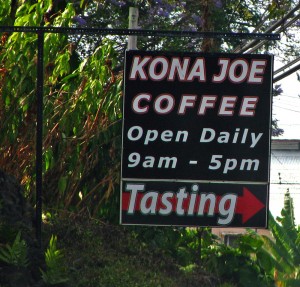 KONA JOE
COFFEE
Open Daily
9am - 5pm
Tasting